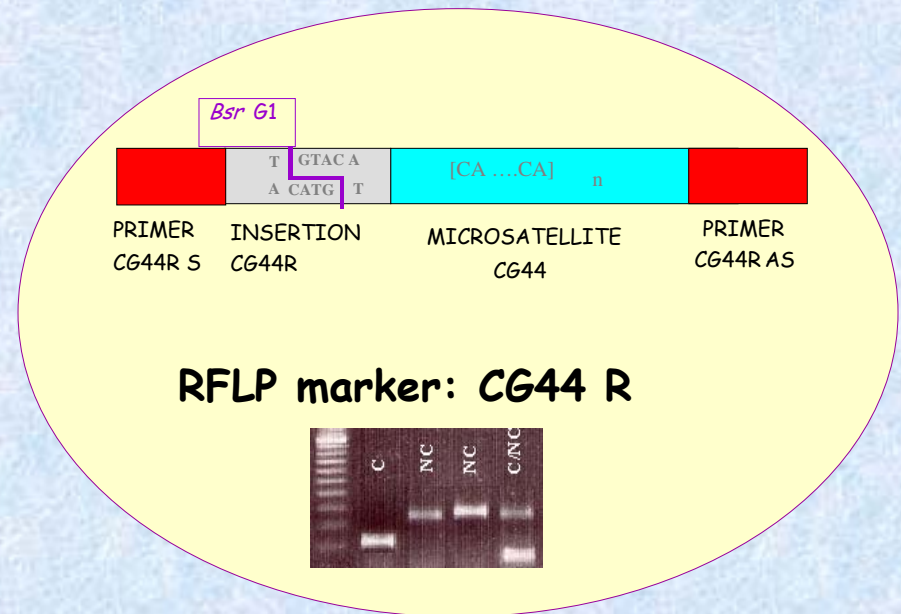 Bsr G1
T GTAC A
A CATG T
[CA ....CA] n
PRIMER
CG44R S
INSERTION
CG44R
MICROSATELLITE
CG44
PRIMER
CG44R AS
RFLP marker: CG44 R
C NC NC C/NC